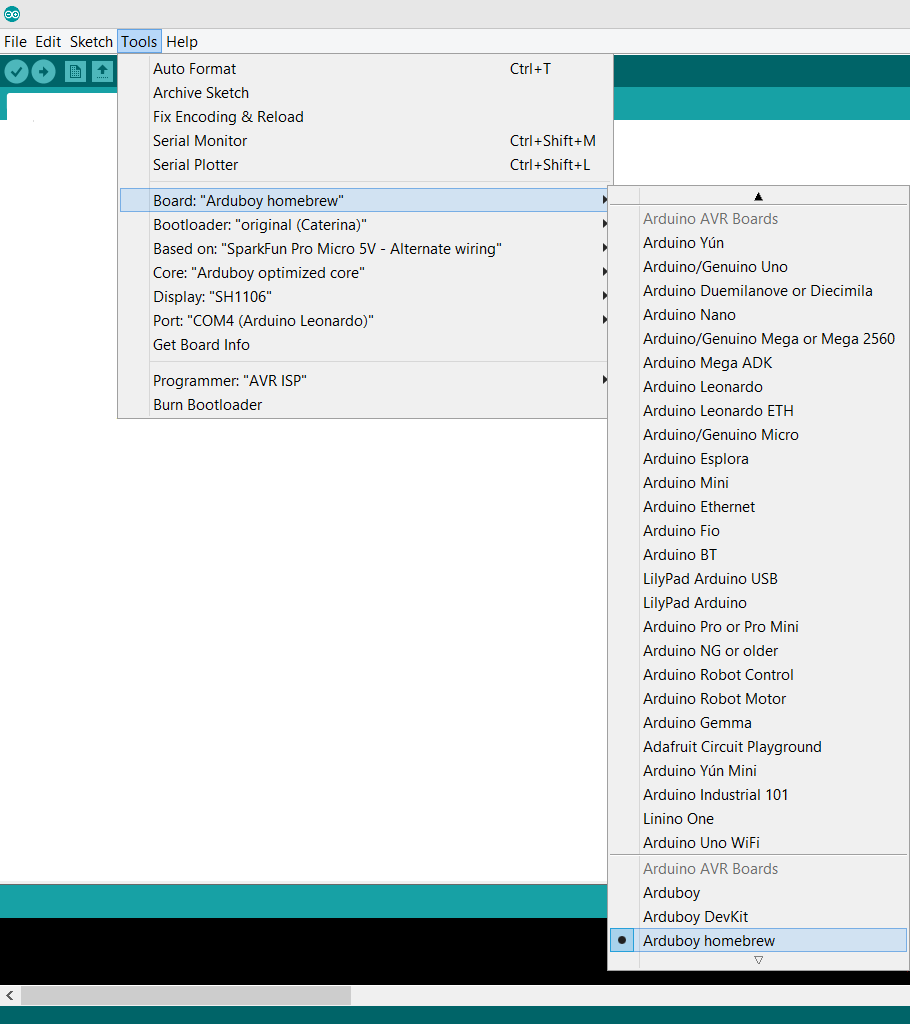 File Edit Sketch Tools Help
Auto Format Ctrl+T
Archive Sketch
Fix Encoding & Reload
Serial Monitor Ctrl+Shift+M
Serial Plotter Ctrl+Shift+L
Board: "Arduboy homebrew"
Bootloader: "original (Caterina)"
Based on: "SparkFun Pro Micro 5V - Alternate wiring"
Core: "Arduboy optimized core"
Display: "SH1106"
Port: "COM4 (Arduino Leonardo)"
Get Board Info
Programmer: "AVR ISP"
Burn Bootloader
Arduino AVR Boards
Arduino Yún
Arduino/Genuino Uno
Arduino Duemilanove or Diecimila
Arduino Nano
Arduino/Genuino Mega or Mega 2560
Arduino Mega ADK
Arduino Leonardo
Arduino Leonardo ETH
Arduino/Genuino Micro
Arduino Esplora
Arduino Mini
Arduino Ethernet
Arduino Fio
Arduino BT
LilyPad Arduino USB
LilyPad Arduino
Arduino Pro or Pro Mini
Arduino NG or older
Arduino Robot Control
Arduino Robot Motor
Arduino Gemma
Adafruit Circuit Playground
Arduino Yún Mini
Arduino Industrial 101
Linino One
Arduino Uno WiFi
Arduino AVR Boards
Arduboy
Arduboy DevKit
Arduboy homebrew